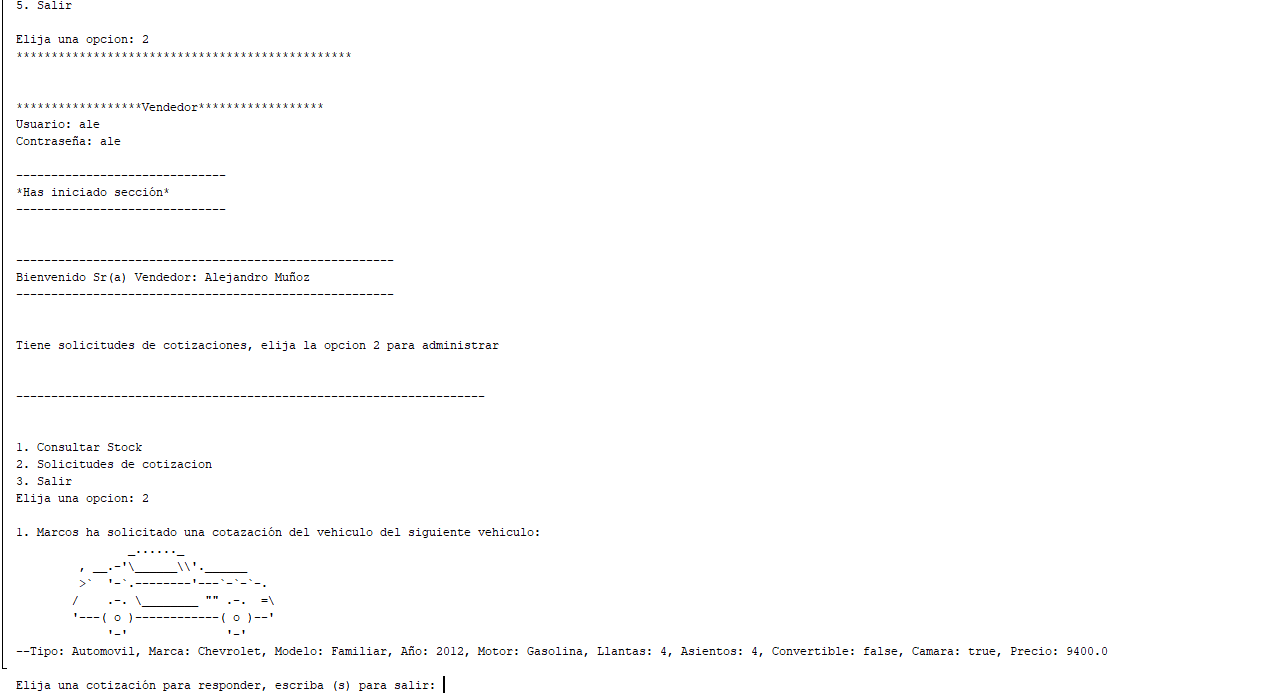 5. Salir
Elija una opcion: 2
************************************************
******************Vendedor******************
Usuario: ale
Contraseña: ale
------------------------------
*Has iniciado sección*
------------------------------
------------------------------------------------------
Bienvenido Sr(a) Vendedor: Alejandro Muñoz
------------------------------------------------------
Tiene solicitudes de cotizaciones, elija la opcion 2 para administrar
-------------------------------------------------------------------
1. Consultar Stock
2. Solicitudes de cotizacion
3. Salir
Elija una opcion: 2
1. Marcos ha solicitado una cotazación del vehiculo del siguiente vehiculo:
                _......_
         , __.-'\______\\'.______
         >`  '-`.--------'---`-`-`-.
        /    .-. \________ "" .-.  =\
        '---( o )------------( o )--'
             '-'              '-'
--Tipo: Automovil, Marca: Chevrolet, Modelo: Familiar, Año: 2012, Motor: Gasolina, Llantas: 4, Asientos: 4, Convertible: false, Camara: true, Precio: 9400.0
Elija una cotización para responder, escriba (s) para salir: